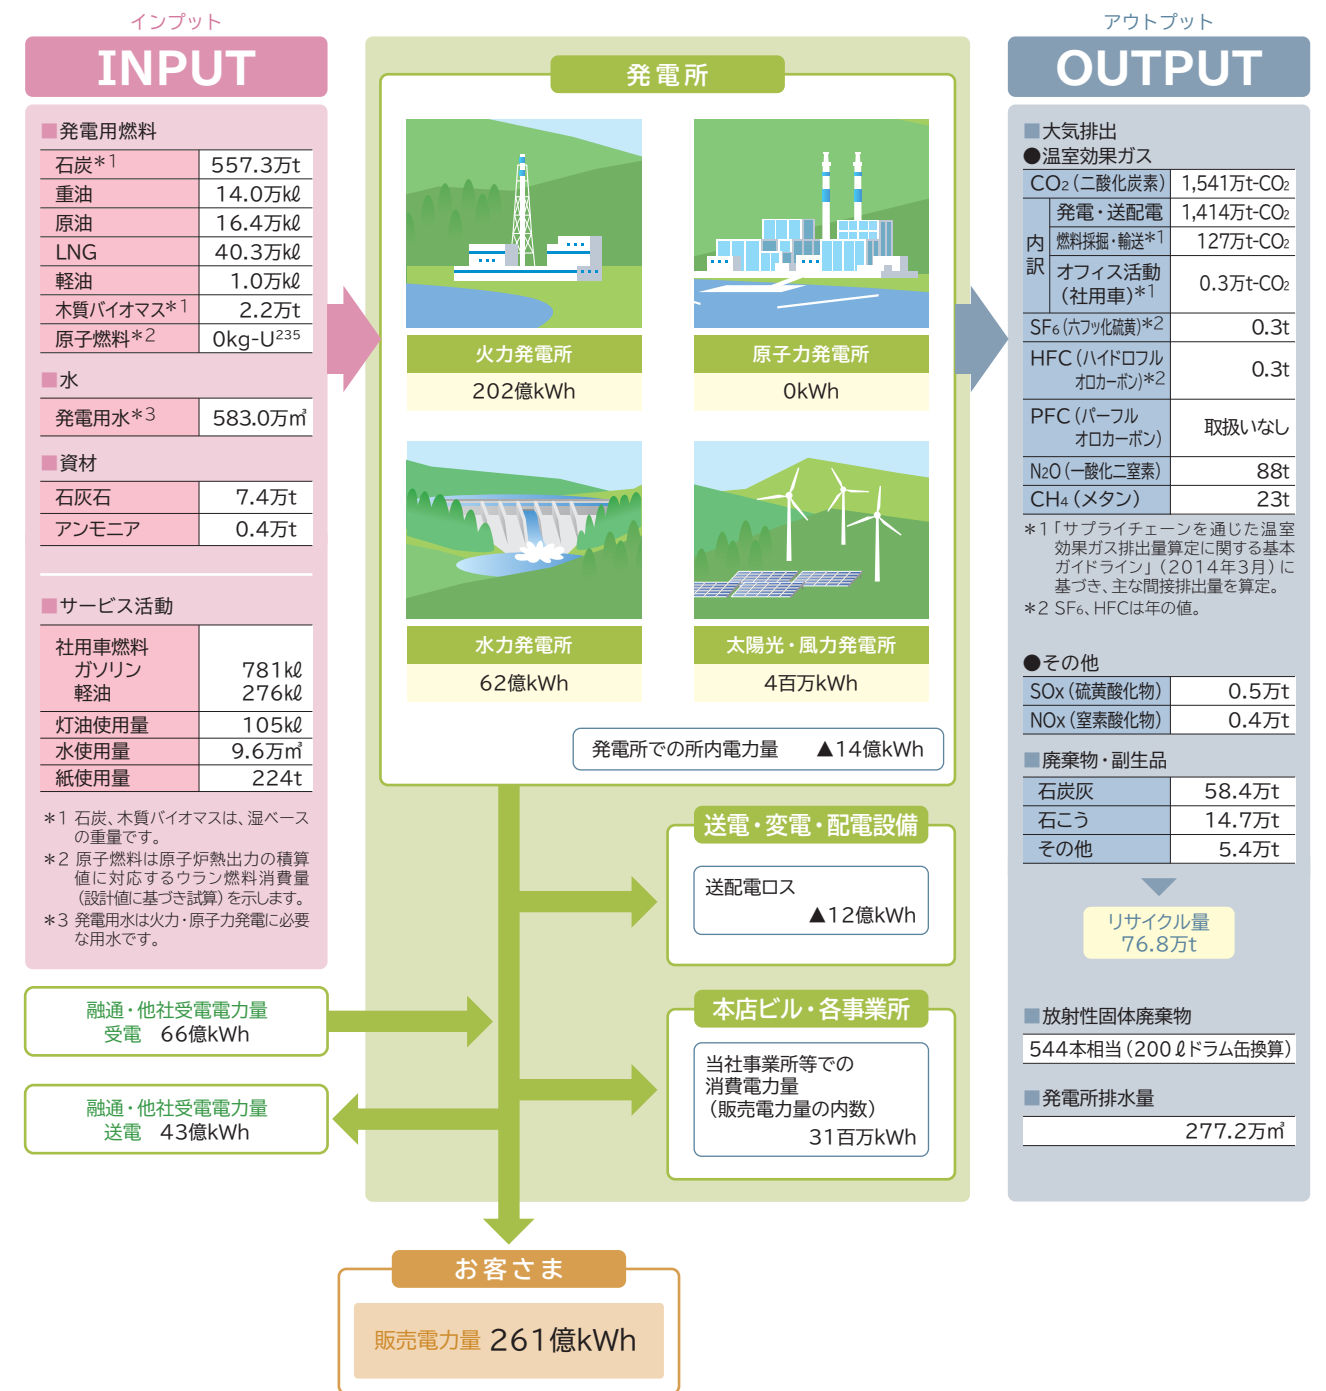 インプット
INPUT
■発電用燃料
石炭*1 557.3万t
重油 14.0万kℓ
原油 16.4万kℓ
LNG 40.3万kℓ
軽油 1.0万kℓ
木質バイオマス*1 2.2万t
原子燃料*2 0kg-U²³⁵
■水
発電用水*3 583.0万㎥
■資材
石灰石 7.4万t
アンモニア 0.4万t
■サービス活動
社用車燃料
ガソリン 781kℓ
軽油 276kℓ
灯油使用量 105kℓ
水使用量 9.6万㎥
紙使用量 224t
*1 石炭、木質バイオマスは、湿ベース
の重量です。
*2 原子燃料は原子炉熱出力の積算
値に対応するウラン燃料消費量
(設計値に基づき試算)を示します。
*3 発電用水は火力・原子力発電に必要
な用水です。
融通・他社受電電力量
受電 66億kWh
融通・他社受電電力量
送電 43億kWh
発電所
火力発電所
202億kWh
原子力発電所
0kWh
水力発電所
62億kWh
太陽光・風力発電所
4百万kWh
発電所での所内電力量 ▲14億kWh
送電・変電・配電設備
送配電ロス
▲12億kWh
本店ビル・各事業所
当社事業所等での
消費電力量
(販売電力量の内数)
31百万kWh
お客さま
販売電力量 261億kWh
アウトプット
OUTPUT
■大気排出
●温室効果ガス
CO₂(二酸化炭素) 1,541万t-CO₂
内訳
発電・送配電 1,414万t-CO₂
燃料採掘・輸送*1 127万t-CO₂
オフィス活動
(社用車)*1 0.3万t-CO₂
SF₆(六フッ化硫黄)*2 0.3t
HFC(ハイドロフル
オロカーボン)*2 0.3t
PFC(パーフル
オロカーボン) 取扱いなし
N₂O(一酸化二窒素) 88t
CH₄(メタン) 23t
*1「サプライチェーンを通じた温室
効果ガス排出量算定に関する基本
ガイドライン」(2014年3月)に
基づき、主な間接排出量を算定。
*2 SF₆、HFCは年の値。
●その他
SOx(硫黄酸化物) 0.5万t
NOx(窒素酸化物) 0.4万t
■廃棄物・副生品
石炭灰 58.4万t
石こう 14.7万t
その他 5.4万t
リサイクル量
76.8万t
■放射性固体廃棄物
544本相当(200ℓドラム缶換算)
■発電所排水量
277.2万㎥